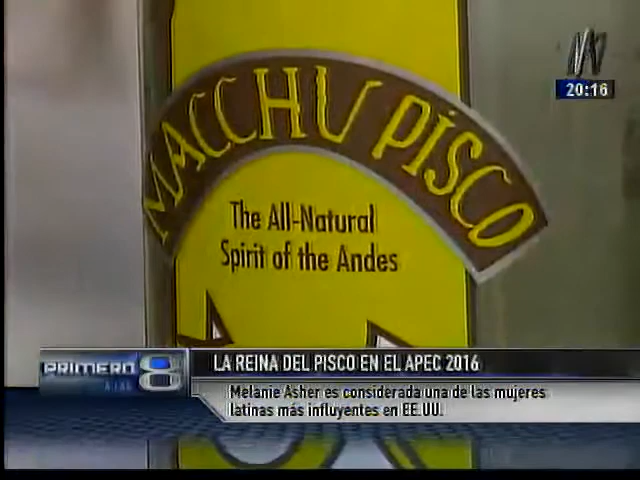 N
20:16
MACCHU PISCO
The All-Natural
Spirit of the Andes
PRIMERO 8
A LAS
LA REINA DEL PISCO EN EL APEC 2016
Melanie Asher es considerada una de las mujeres
latinas más influyentes en EE.UU.